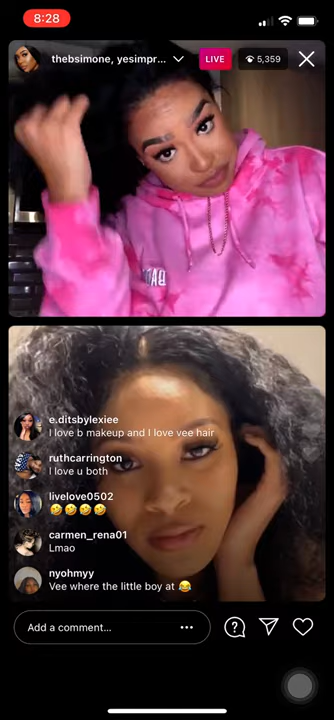 8:28
thebsimone, yesimpr...
LIVE
5,359
e.ditsbylexiee
I love b makeup and I love vee hair
ruthcarrington
I love u both
livelove0502
🤣🤣🤣🤣
carmen_rena01
Lmao
nyohmyy
Vee where the little boy at 😂
Add a comment...